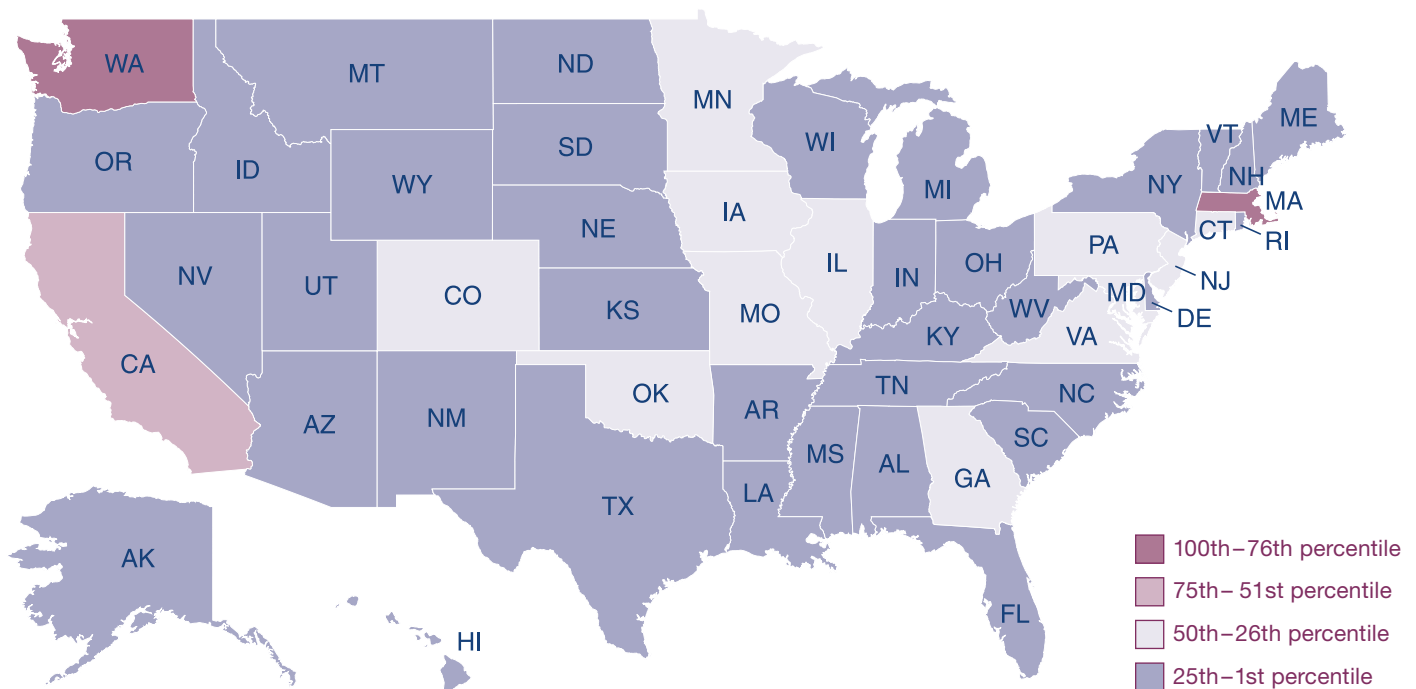 WA
MT
ND
MN
OR
ID
WY
SD
WI
MI
NY
VT
NH
ME
MA
CT
RI
NV
UT
CO
NE
IA
IL
IN
OH
PA
NJ
MD
DE
CA
KS
MO
KY
WV
VA
AZ
NM
OK
AR
TN
NC
SC
TX
LA
MS
AL
GA
FL
AK
HI
100th–76th percentile
75th–51st percentile
50th–26th percentile
25th–1st percentile